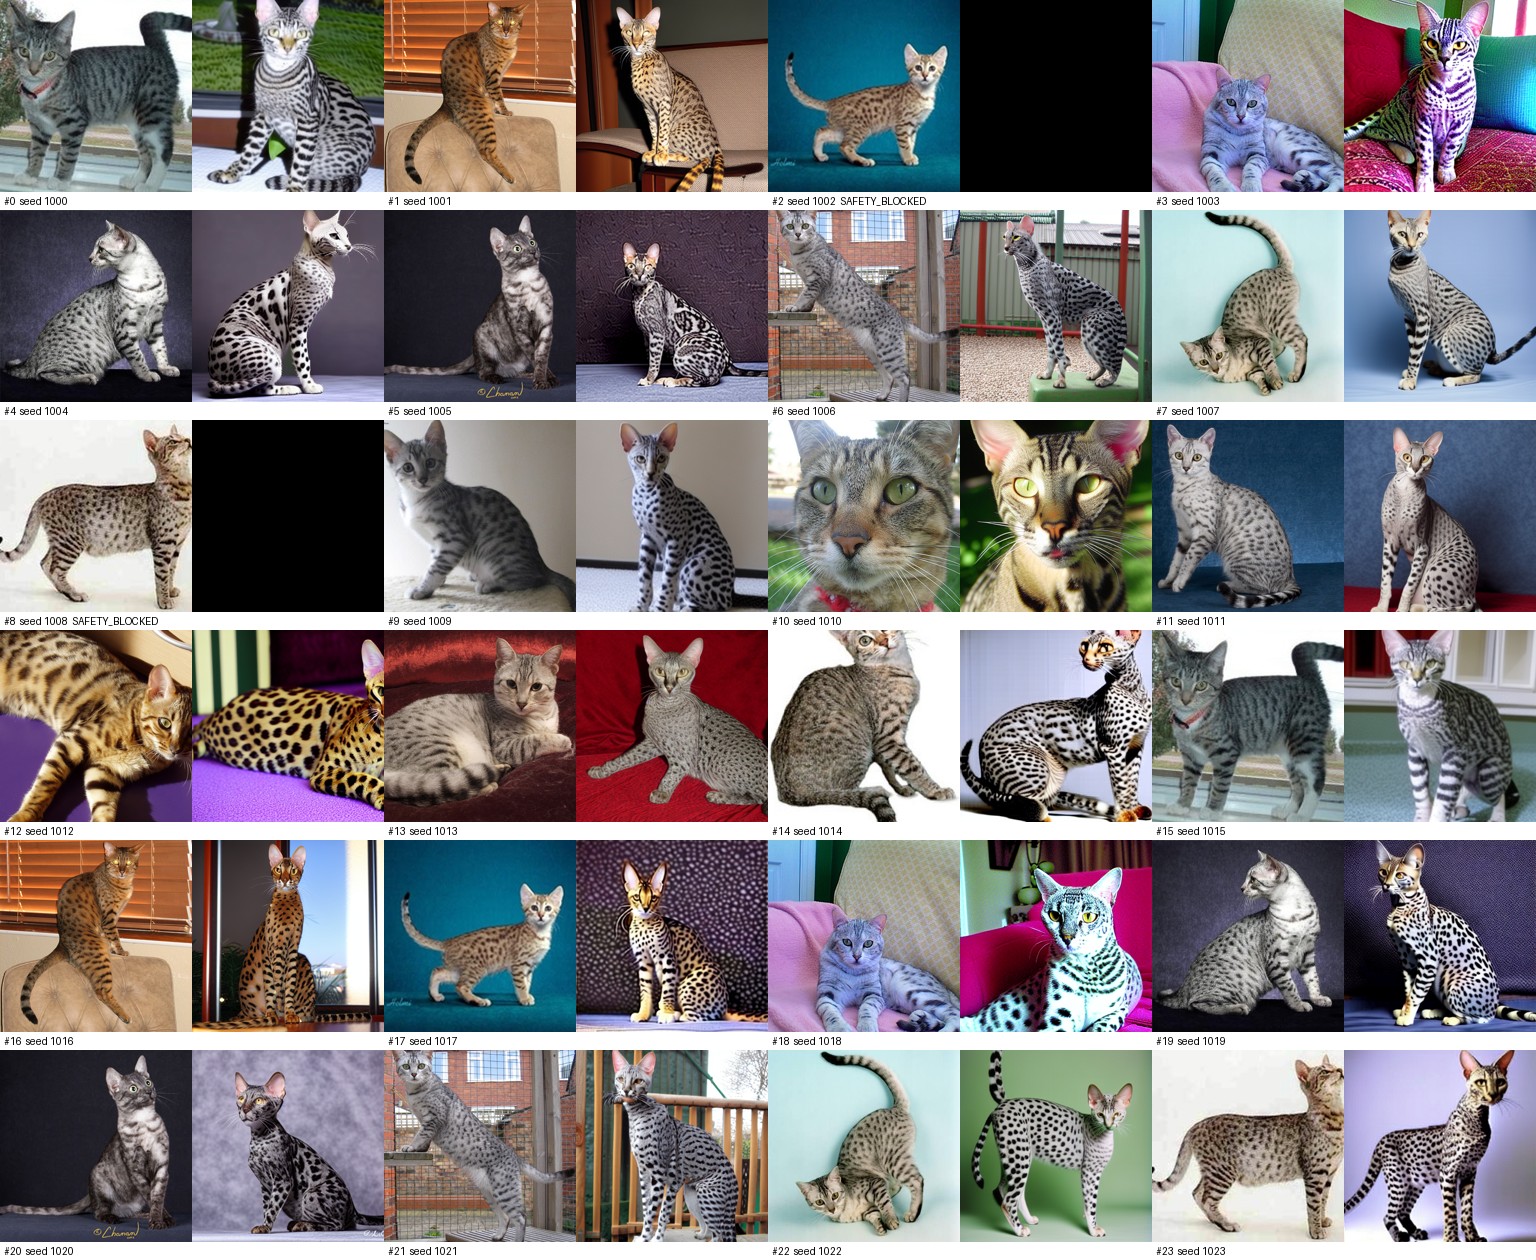 #0 seed 1000
#1 seed 1001
#2 seed 1002 SAFETY_BLOCKED
#3 seed 1003
#4 seed 1004
© Chanan
#5 seed 1005
#6 seed 1006
#7 seed 1007
#8 seed 1008 SAFETY_BLOCKED
#9 seed 1009
#10 seed 1010
#11 seed 1011
#12 seed 1012
#13 seed 1013
#14 seed 1014
#15 seed 1015
#16 seed 1016
#17 seed 1017
#18 seed 1018
#19 seed 1019
© Chanan
#20 seed 1020
#21 seed 1021
#22 seed 1022
#23 seed 1023